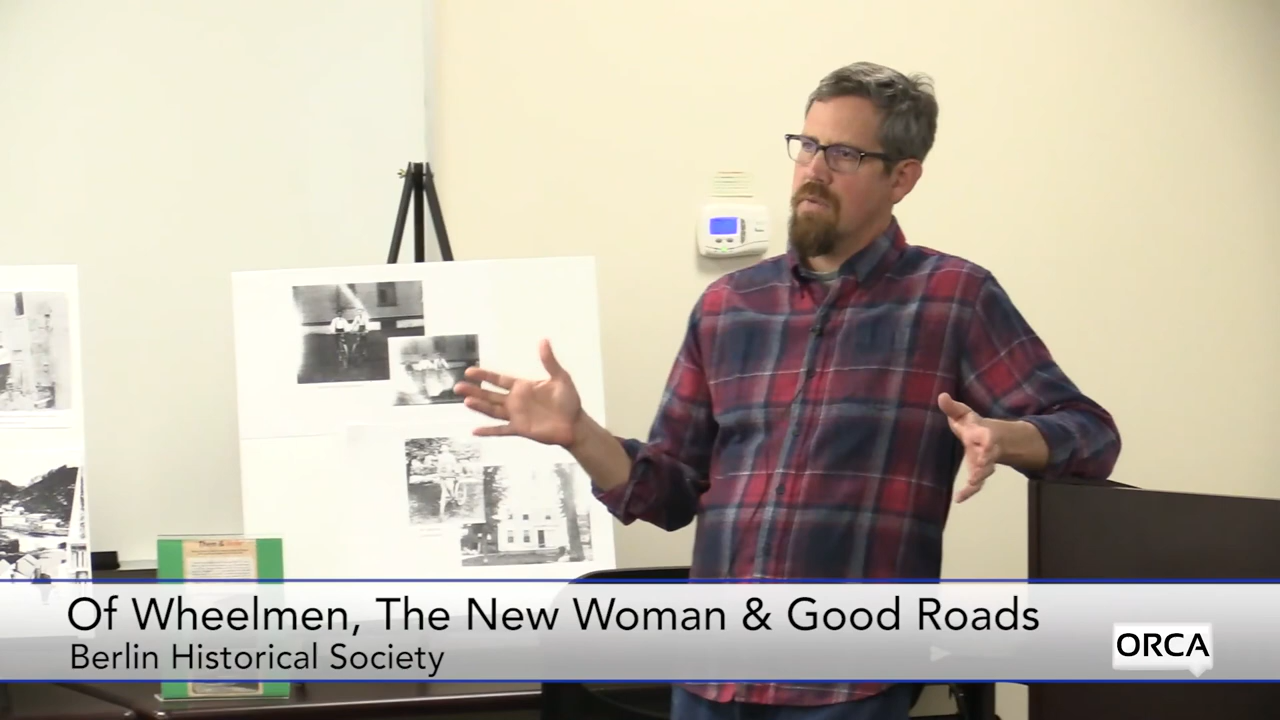 Of Wheelmen, The New Woman & Good Roads
Berlin Historical Society
ORCA